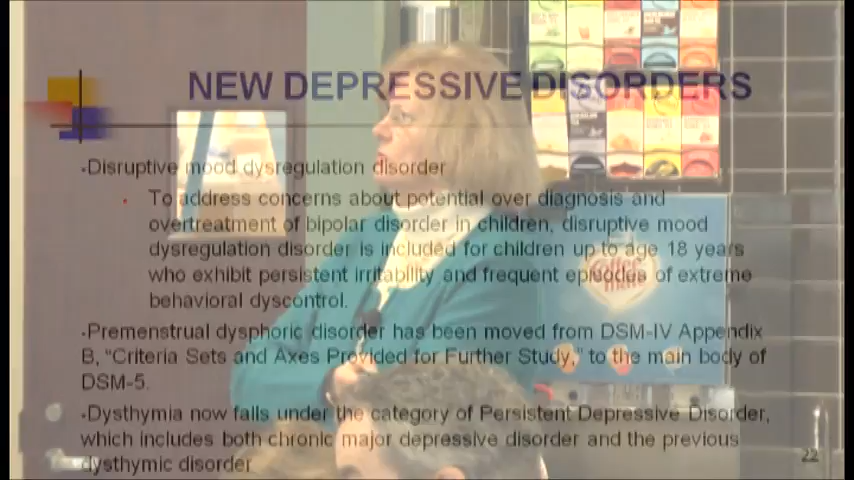 NEW DEPRESSIVE DISORDERS
•Disruptive mood dysregulation disorder
• To address concerns about potential over diagnosis and
overtreatment of bipolar disorder in children, disruptive mood
dysregulation disorder is included for children up to age 18 years
who exhibit persistent irritability and frequent episodes of extreme
behavioral dyscontrol.
•Premenstrual dysphoric disorder has been moved from DSM-IV Appendix
B, “Criteria Sets and Axes Provided for Further Study,” to the main body of
DSM-5.
•Dysthymia now falls under the category of Persistent Depressive Disorder,
which includes both chronic major depressive disorder and the previous
dysthymic disorder
22
Coffee
mate